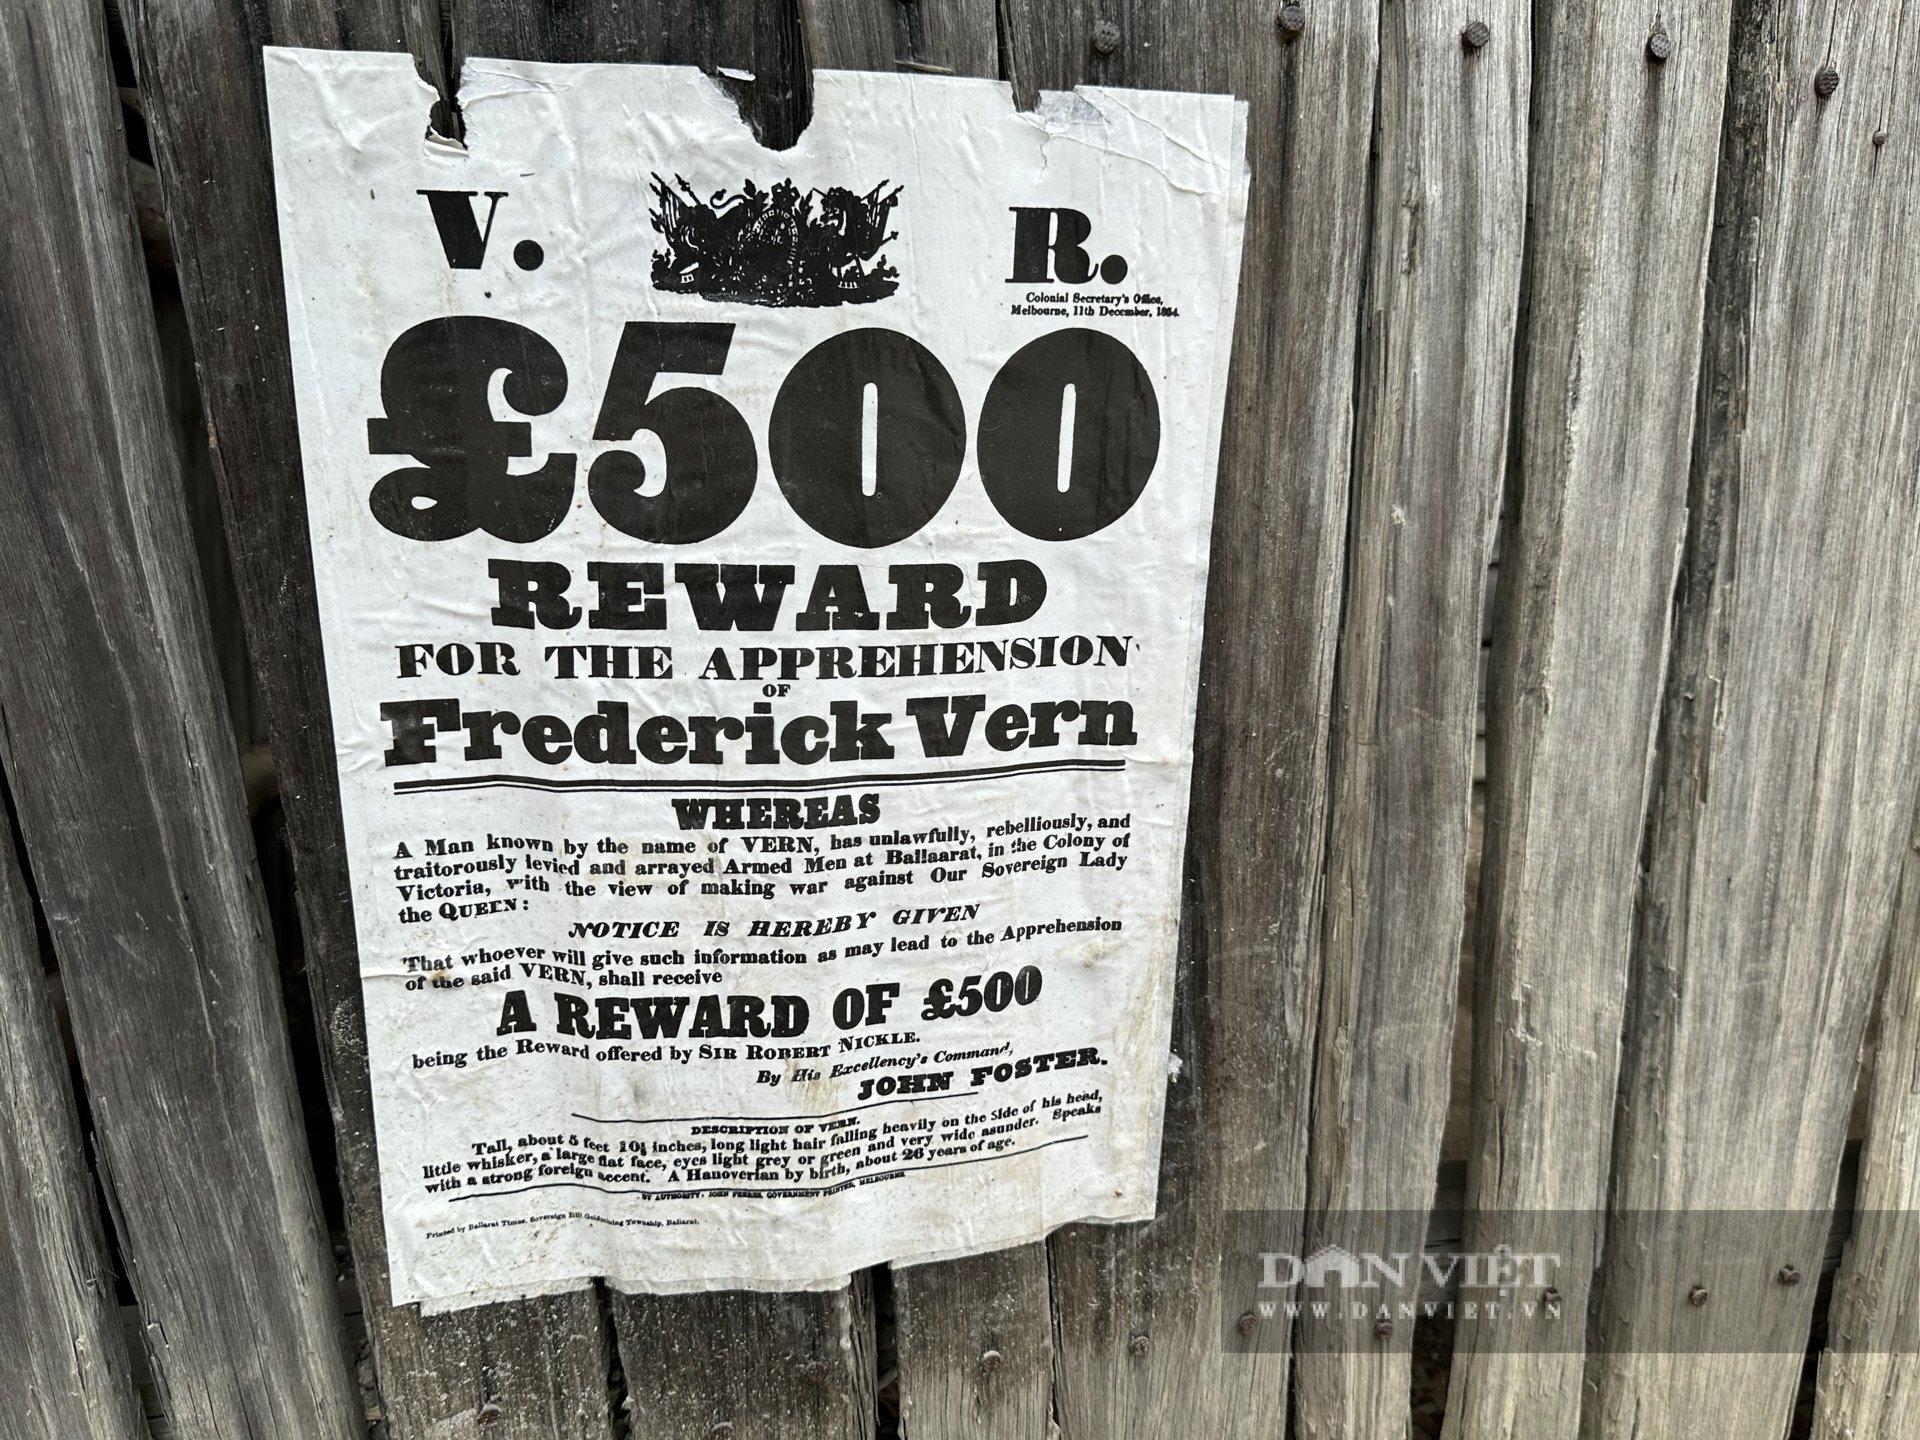 V. R.
Colonial Secretary's Office,
Melbourne, 11th December, 1854.
£500
REWARD
FOR THE APPREHENSION
OF
Frederick Vern
WHEREAS
A Man known by the name of VERN, has unlawfully, rebelliously, and
traitorously levied and arrayed Armed Men at Ballaarat, in the Colony of
Victoria, with the view of making war against Our Sovereign Lady
the QUEEN:
NOTICE IS HEREBY GIVEN
That whoever will give such information as may lead to the Apprehension
of the said VERN, shall receive
A REWARD OF £500
being the Reward offered by SIR ROBERT NICKLE.
By His Excellency's Command,
JOHN FOSTER.
DESCRIPTION OF VERN.
Tall, about 5 feet 10½ inches, long light hair falling heavily on the side of his head,
little whisker, a large flat face, eyes light grey or green and very wide asunder. Speaks
with a strong foreign accent. A Hanoverian by birth, about 26 years of age.
BY AUTHORITY: JOHN FERRES, GOVERNMENT PRINTER, MELBOURNE
Printed by Ballarat Times, Sovereign Hill Goldmining Township, Ballarat.
DÂN VIỆT
WWW.DANVIET.VN